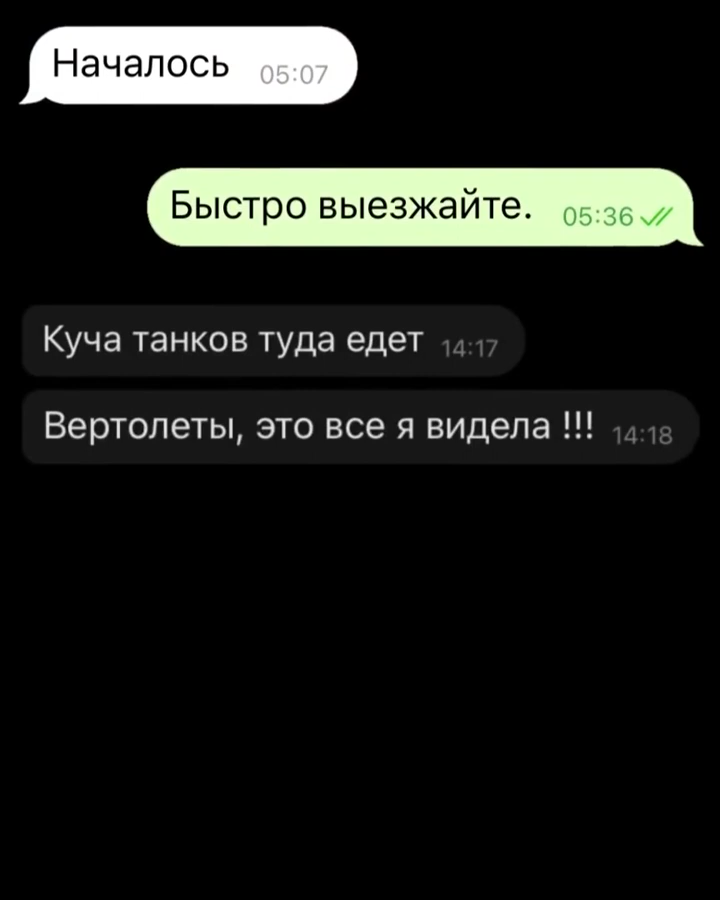 Началось 05:07
Быстро выезжайте. 05:36
Куча танков туда едет 14:17
Вертолеты, это все я видела !!! 14:18